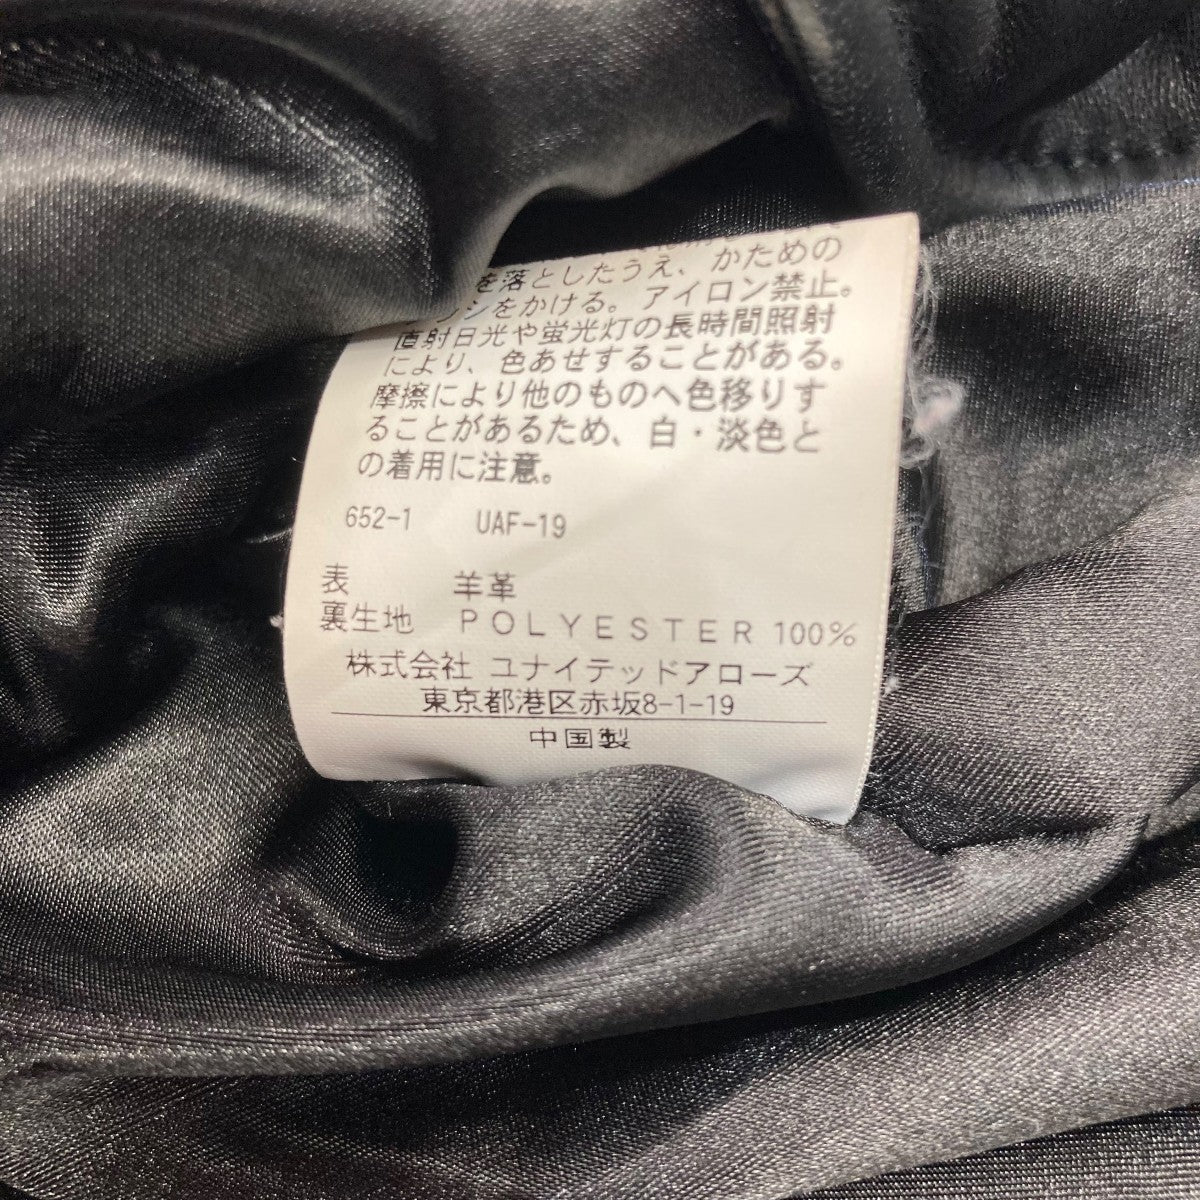 を落としたうえ、かための
シをかける。アイロン禁止。
直射日光や蛍光灯の長時間照射
により、色あせすることがある。
摩擦により他のものへ色移りす
ることがあるため、白・淡色と
の着用に注意。
652-1 UAF-19
表 羊革
裏生地 POLYESTER 100%
株式会社 ユナイテッドアローズ
東京都港区赤坂8-1-19
中国製